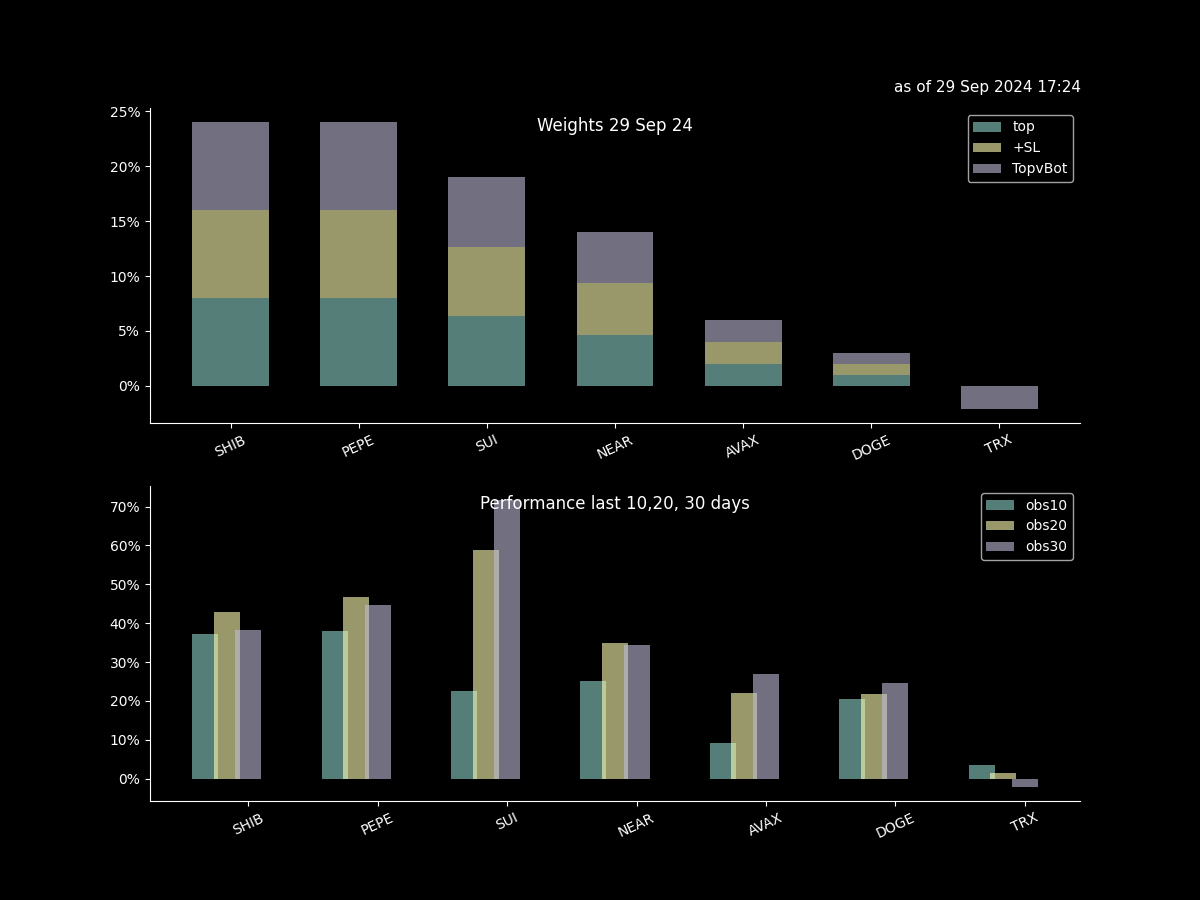 as of 29 Sep 2024 17:24
Weights 29 Sep 24
25%
20%
15%
10%
5%
0%
top
+SL
TopvBot
SHIB PEPE SUI NEAR AVAX DOGE TRX
Performance last 10,20, 30 days
70%
60%
50%
40%
30%
20%
10%
0%
obs10
obs20
obs30
SHIB PEPE SUI NEAR AVAX DOGE TRX